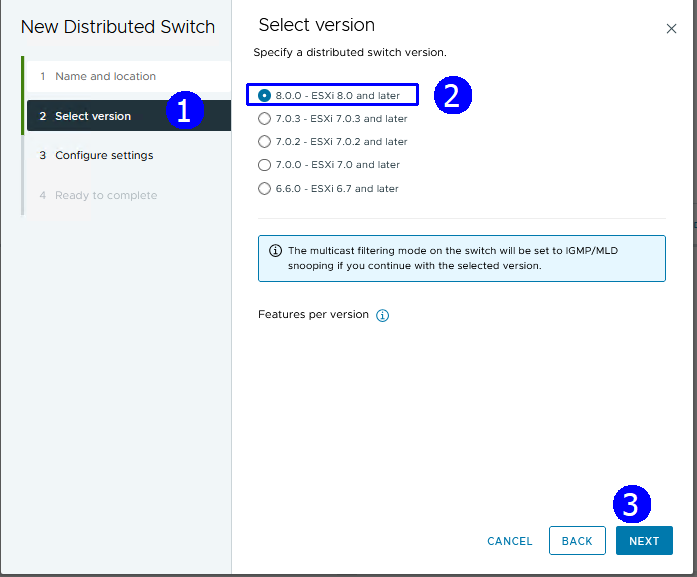 New Distributed Switch
1 Name and location
2 Select version
1
3 Configure settings
4 Ready to complete
Select version
Specify a distributed switch version.
8.0.0 - ESXi 8.0 and later
2
7.0.3 - ESXi 7.0.3 and later
7.0.2 - ESXi 7.0.2 and later
7.0.0 - ESXi 7.0 and later
6.6.0 - ESXi 6.7 and later
The multicast filtering mode on the switch will be set to IGMP/MLD
snooping if you continue with the selected version.
Features per version
3
CANCEL BACK NEXT